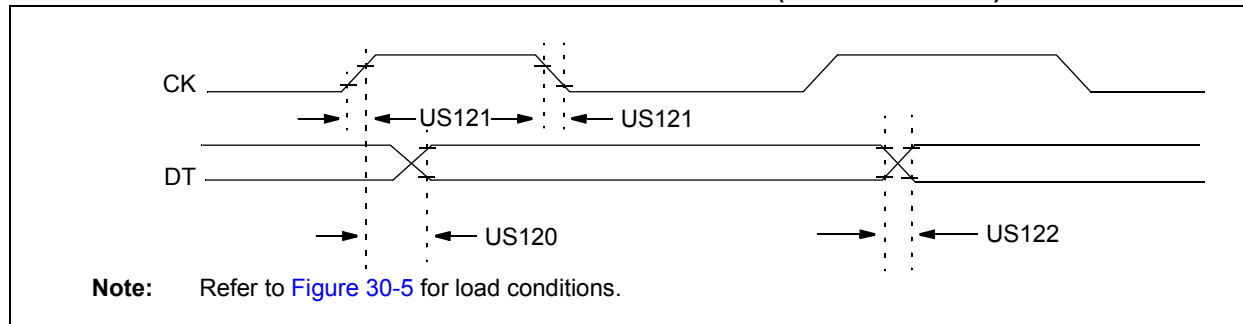 CK
US121
US121
DT
US120
US122
Note: Refer to Figure 30-5 for load conditions.